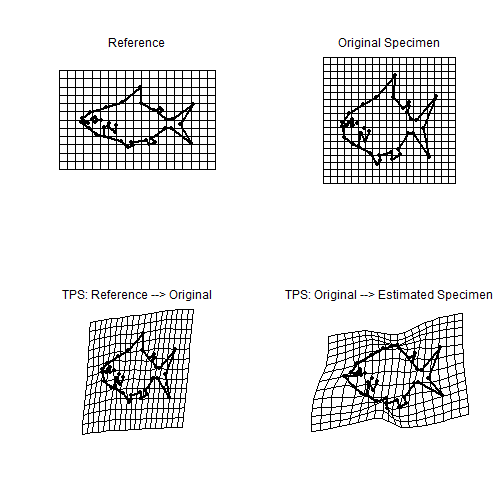 Reference
Original Specimen
TPS: Reference --> Original
TPS: Original --> Estimated Specimen